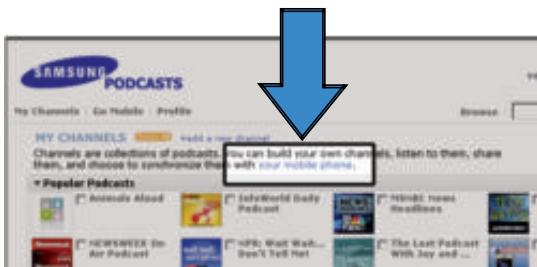 SAMSUNG
PODCASTS
My Channels Go Mobile Profile
Browse
MY CHANNELS +add a new channel
Channels are collections of podcasts. You can build your own channels, listen to them, share
them, and choose to synchronize them with your mobile phone.
Popular Podcasts
Animals Aloud
InfoWorld Daily
Podcast
MSNBC News
Headlines
NEWSWEEK On
Air Podcast
NPR: Wait Wait...
Don't Tell Me!
The Lost Podcast
With Jay and ...